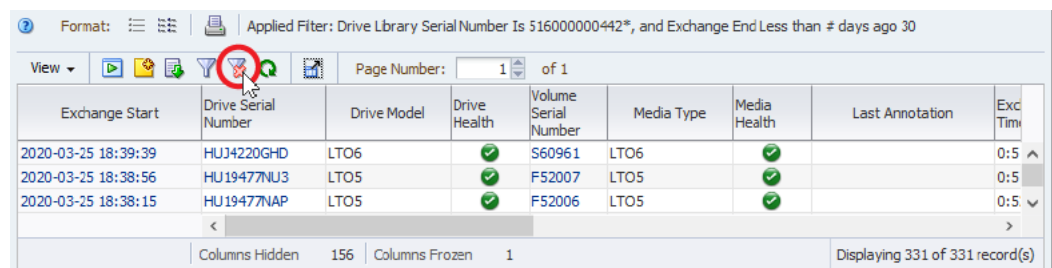 Format: Applied Filter: Drive Library Serial Number Is 516000000442*, and Exchange End Less than # days ago 30
View Page Number: 1 of 1
Exchange Start Drive Serial Number Drive Model Drive Health Volume Serial Number Media Type Media Health Last Annotation Exc Time
2020-03-25 18:39:39 HUJ4220GHD LTO6 S60961 LTO6 0:5
2020-03-25 18:38:56 HU19477NU3 LTO5 F52007 LTO5 0:5
2020-03-25 18:38:15 HU19477NAP LTO5 F52006 LTO5 0:5
Columns Hidden 156 Columns Frozen 1 Displaying 331 of 331 record(s)